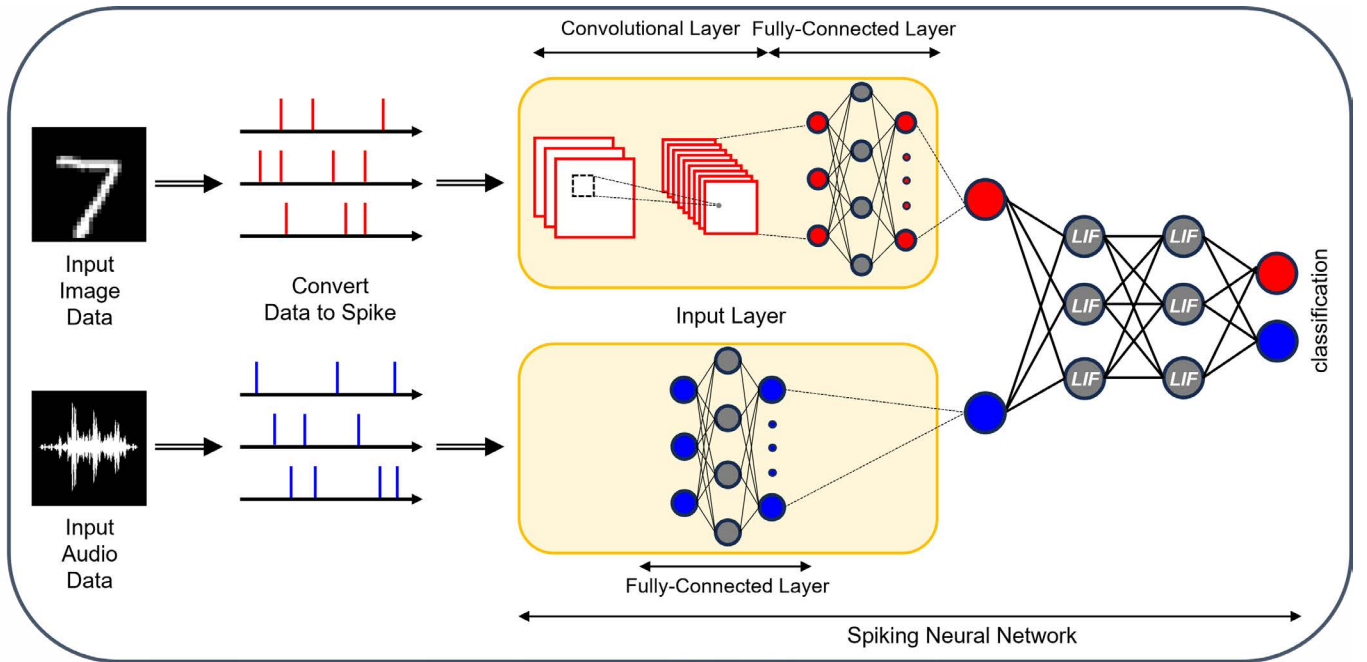 Convolutional Layer
Fully-Connected Layer
Input
Image
Data
Convert
Data to Spike
Input Layer
LIF
LIF
LIF
LIF
LIF
LIF
classification
Input
Audio
Data
Fully-Connected Layer
Spiking Neural Network